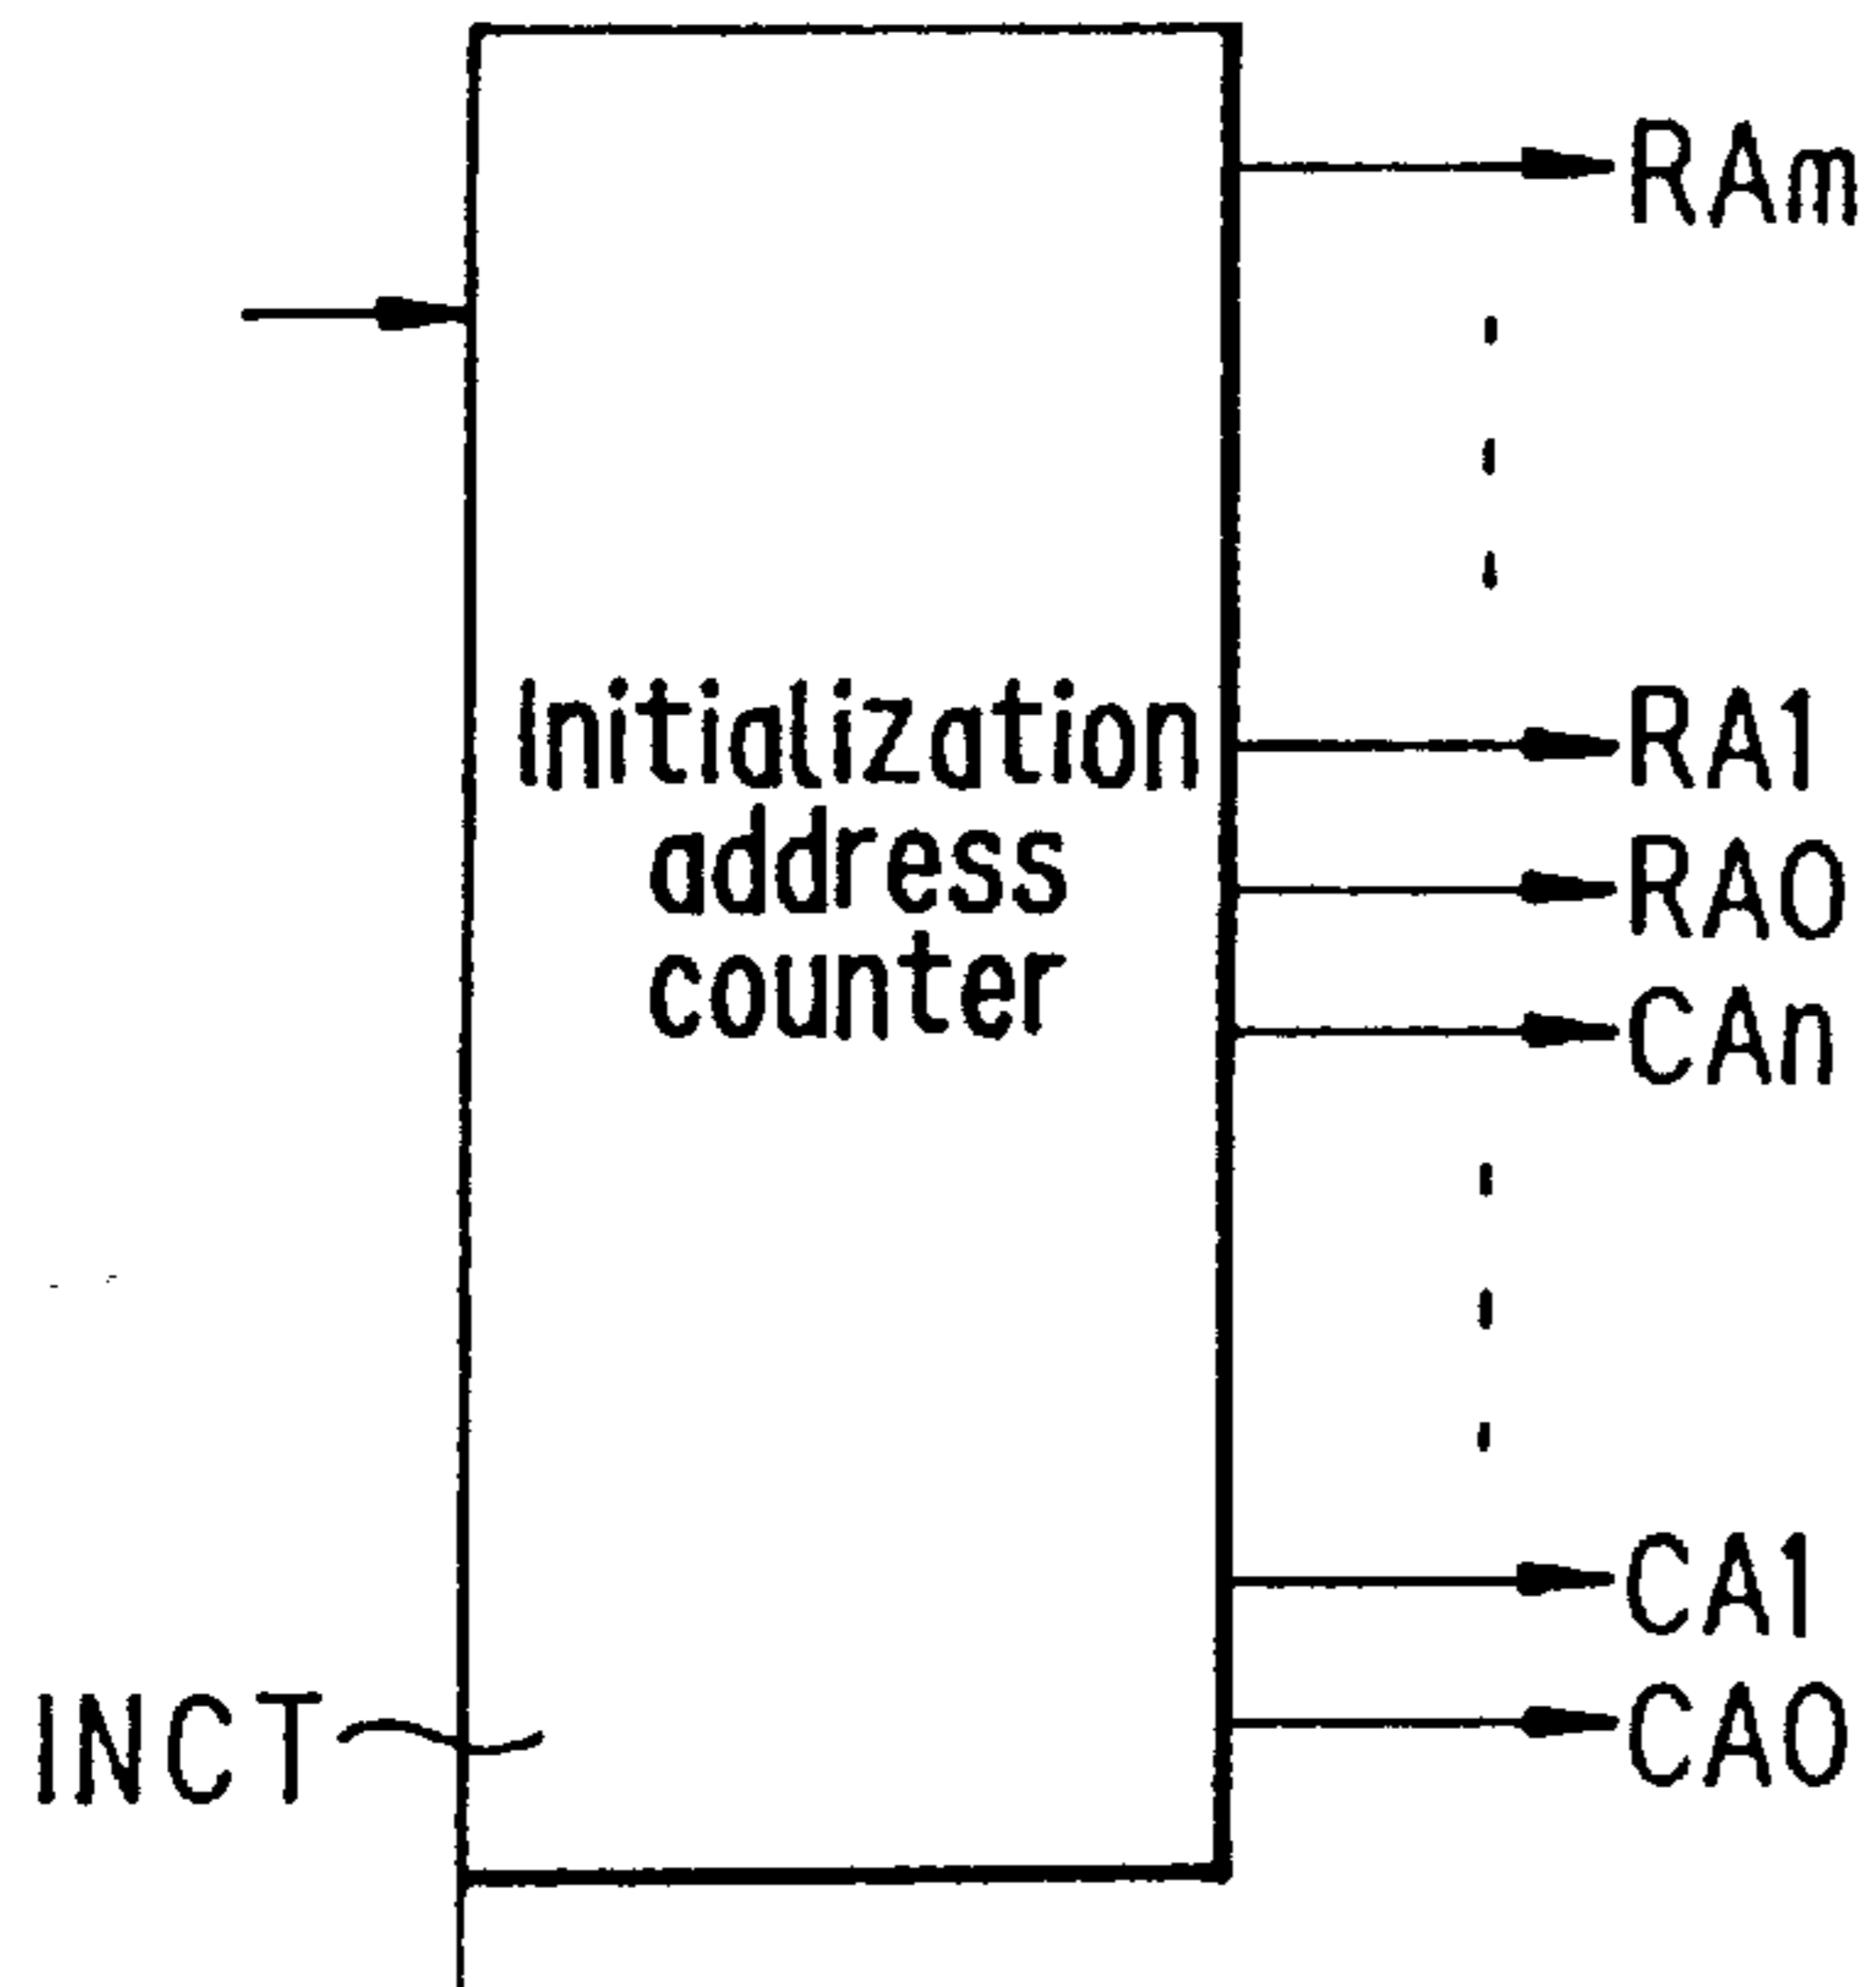 RAm
Initialization
address
counter
RA1
RA0
CAn
CA1
INCT
CA0